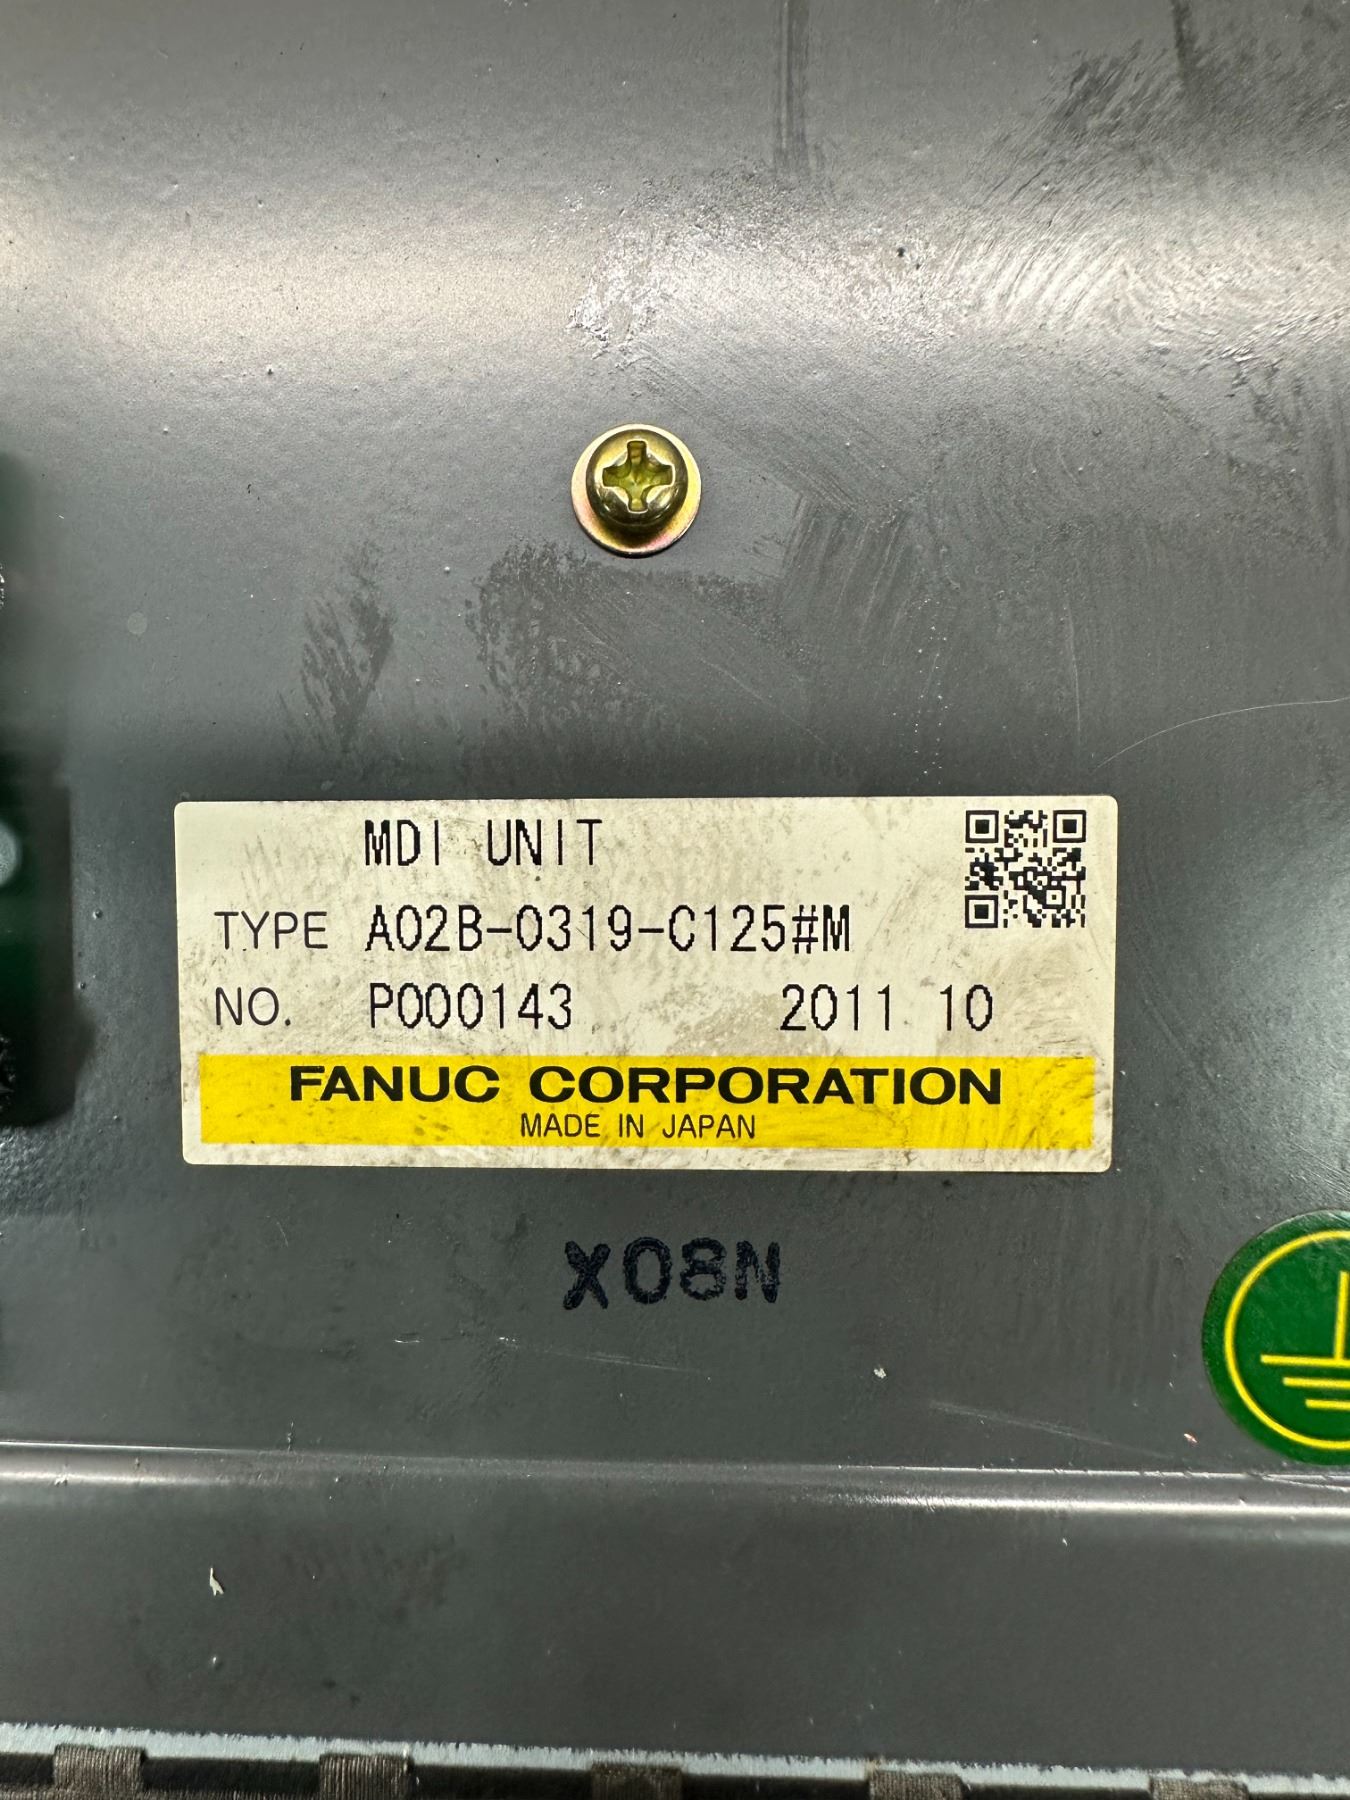 MDI UNIT
TYPE A02B-0319-C125#M
NO. P000143 2011 10
FANUC CORPORATION
MADE IN JAPAN
X08N